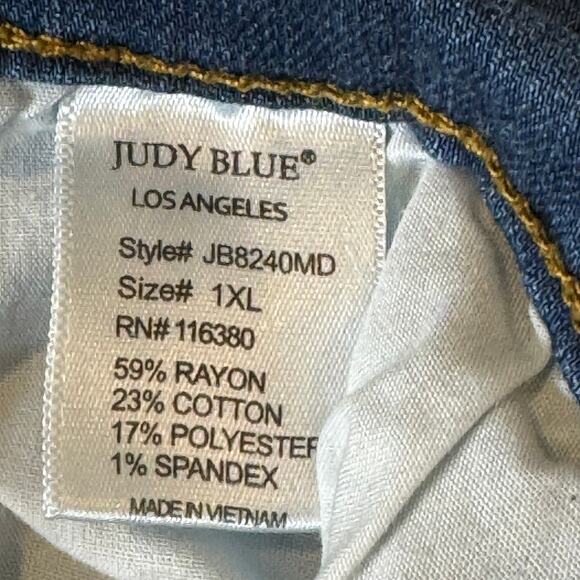 JUDY BLUE®
LOS ANGELES
Style# JB8240MD
Size# 1XL
RN# 116380
59% RAYON
23% COTTON
17% POLYESTER
1% SPANDEX
MADE IN VIETNAM